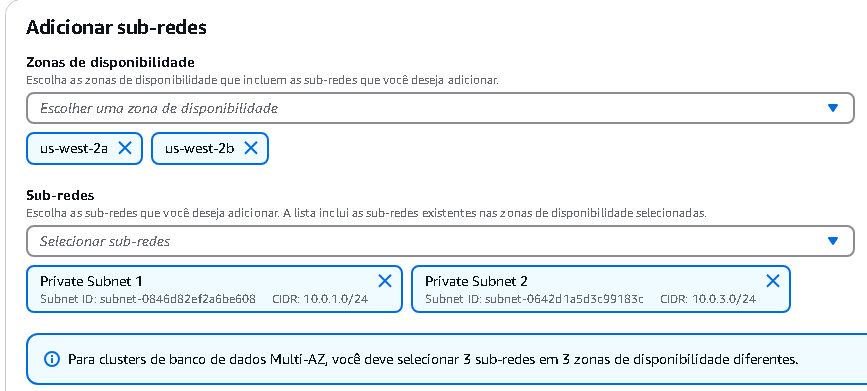 Adicionar sub-redes
Zonas de disponibilidade
Escolha as zonas de disponibilidade que incluem as sub-redes que você deseja adicionar.
Escolher uma zona de disponibilidade
us-west-2a
us-west-2b
Sub-redes
Escolha as sub-redes que você deseja adicionar. A lista inclui as sub-redes existentes nas zonas de disponibilidade selecionadas.
Selecionar sub-redes
Private Subnet 1
Subnet ID: subnet-0846d82ef2a6be608 CIDR: 10.0.1.0/24
Private Subnet 2
Subnet ID: subnet-0642d1a5d3c99183c CIDR: 10.0.3.0/24
Para clusters de banco de dados Multi-AZ, você deve selecionar 3 sub-redes em 3 zonas de disponibilidade diferentes.